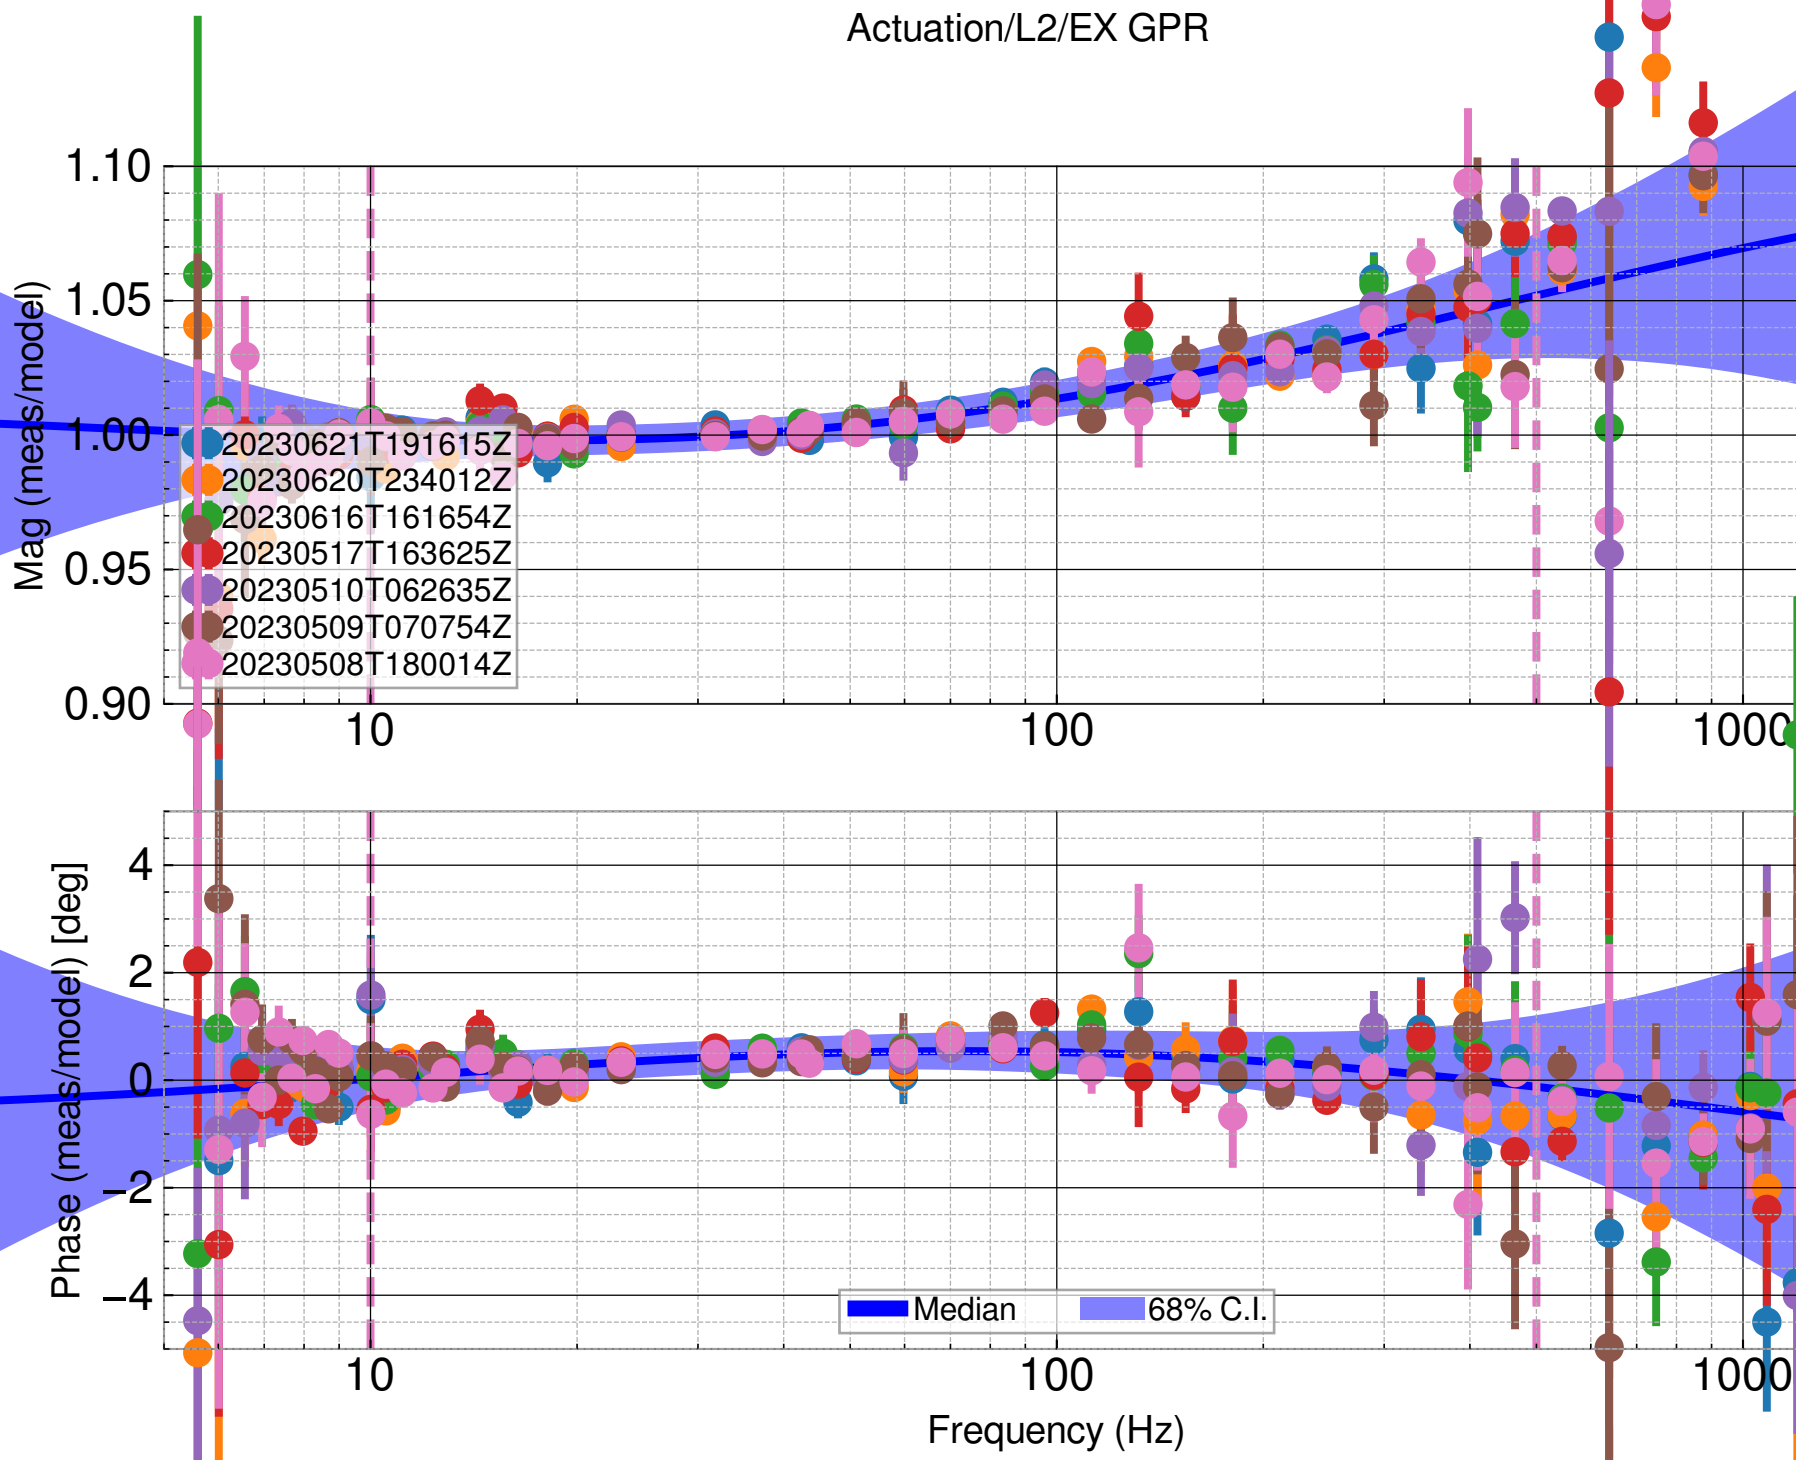 Actuation/L2/EX GPR
Mag (meas/model)
1.10
1.05
1.00
0.95
0.90
20230621T191615Z
20230620T234012Z
20230616T161654Z
20230517T163625Z
20230510T062635Z
20230509T070754Z
20230508T180014Z
10
100
1000
Phase (meas/model) [deg]
4
2
0
−2
−4
Median
68% C.I.
10
100
1000
Frequency (Hz)